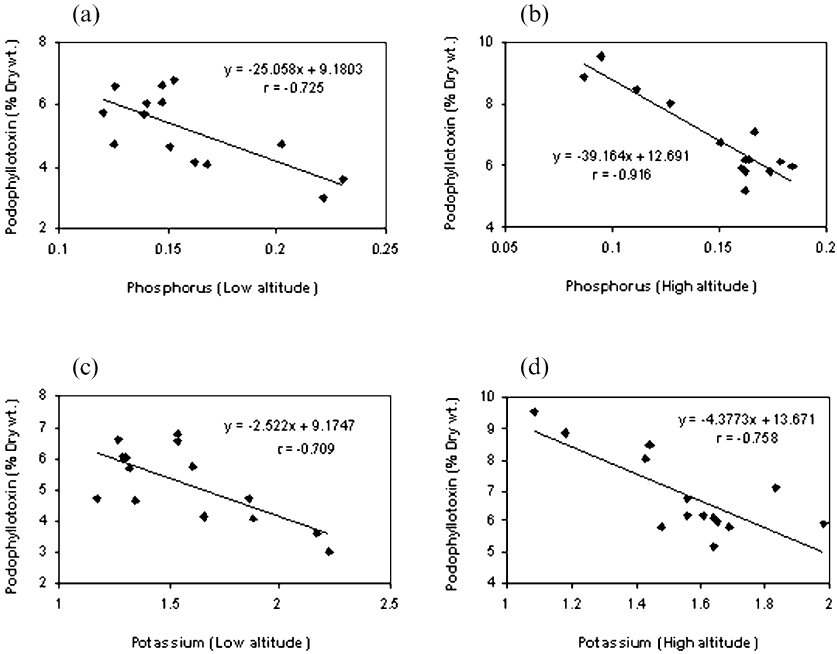 (a)
Podophyllotoxin (% Dry wt.)
8
6
4
2
y = -25.058x + 9.1803
r = -0.725
0.1
0.15
0.2
0.25
Phosphorus (Low altitude)
(b)
Podophyllotoxin (% Dry wt.)
10
8
6
4
y = -39.164x + 12.691
r = -0.916
0.05
0.1
0.15
0.2
Phosphorus (High altitude)
(c)
Podophyllotoxin (% Dry wt.)
8
7
6
5
4
3
2
y = -2.522x + 9.1747
r = -0.709
1
1.5
2
2.5
Potassium (Low altitude)
(d)
Podophyllotoxin (% Dry wt.)
10
9
8
7
6
5
4
y = -4.3773x + 13.671
r = -0.758
1
1.2
1.4
1.6
1.8
2
Potassium (High altitude)